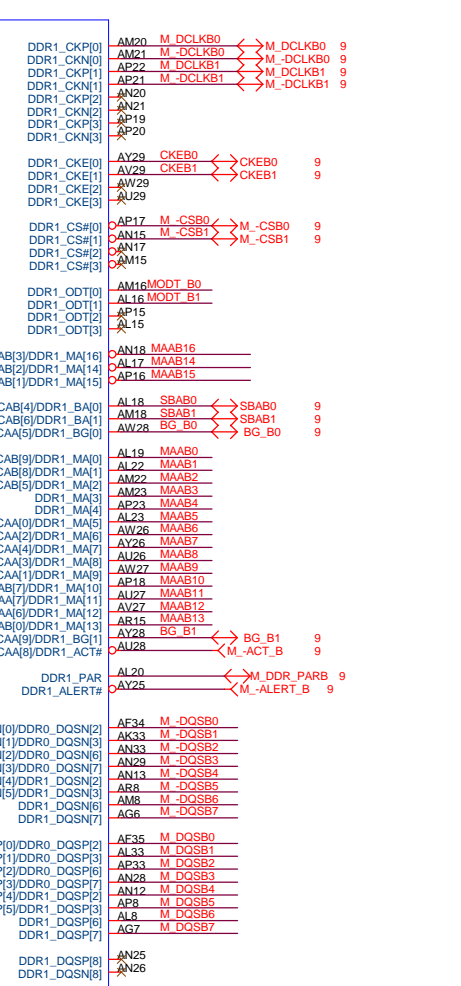 DDR1_CKP[0] AM20 M_DCLKB0 M_DCLKB0 9
DDR1_CKN[0] AM21 M_-DCLKB0 M_-DCLKB0 9
DDR1_CKP[1] AP22 M_DCLKB1 M_DCLKB1 9
DDR1_CKN[1] AP21 M_-DCLKB1 M_-DCLKB1 9
DDR1_CKP[2] AN20
DDR1_CKN[2] AN21
DDR1_CKP[3] AP19
DDR1_CKN[3] AP20
DDR1_CKE[0] AY29 CKEB0 CKEB0 9
DDR1_CKE[1] AV29 CKEB1 CKEB1 9
DDR1_CKE[2] AW29
DDR1_CKE[3] AU29
DDR1_CS#[0] AP17 M_-CSB0 M_-CSB0 9
DDR1_CS#[1] AN15 M_-CSB1 M_-CSB1 9
DDR1_CS#[2] AN17
DDR1_CS#[3] AM15
DDR1_ODT[0] AM16 MODT_B0
DDR1_ODT[1] AL16 MODT_B1
DDR1_ODT[2] AP15
DDR1_ODT[3] AL15
AB[3]/DDR1_MA[16] AN18 MAAB16
AB[2]/DDR1_MA[14] AL17 MAAB14
AB[1]/DDR1_MA[15] AP16 MAAB15
CAB[4]/DDR1_BA[0] AL18 SBAB0 SBAB0 9
CAB[6]/DDR1_BA[1] AM18 SBAB1 SBAB1 9
CAA[5]/DDR1_BG[0] AW28 BG_B0 BG_B0 9
CAB[9]/DDR1_MA[0] AL19 MAAB0
CAB[8]/DDR1_MA[1] AL22 MAAB1
CAB[5]/DDR1_MA[2] AM22 MAAB2
DDR1_MA[3] AM23 MAAB3
DDR1_MA[4] AP23 MAAB4
CAA[0]/DDR1_MA[5] AL23 MAAB5
CAA[2]/DDR1_MA[6] AW26 MAAB6
CAA[4]/DDR1_MA[7] AY26 MAAB7
CAA[3]/DDR1_MA[8] AU26 MAAB8
CAA[1]/DDR1_MA[9] AW27 MAAB9
AB[7]/DDR1_MA[10] AP18 MAAB10
AA[7]/DDR1_MA[11] AU27 MAAB11
AA[6]/DDR1_MA[12] AV27 MAAB12
AB[0]/DDR1_MA[13] AR15 MAAB13
CAA[9]/DDR1_BG[1] AY28 BG_B1 BG_B1 9
CAA[8]/DDR1_ACT# AU28 M_-ACT_B 9
DDR1_PAR AL20 M_DDR_PARB 9
DDR1_ALERT# AY25 M_-ALERT_B 9
[0]/DDR0_DQSN[2] AF34 M_-DQSB0
[1]/DDR0_DQSN[3] AK33 M_-DQSB1
[2]/DDR0_DQSN[6] AN33 M_-DQSB2
[3]/DDR0_DQSN[7] AN29 M_-DQSB3
[4]/DDR1_DQSN[2] AN13 M_-DQSB4
[5]/DDR1_DQSN[3] AR8 M_-DQSB5
DDR1_DQSN[6] AM8 M_-DQSB6
DDR1_DQSN[7] AG6 M_-DQSB7
[0]/DDR0_DQSP[2] AF35 M_DQSB0
[1]/DDR0_DQSP[3] AL33 M_DQSB1
[2]/DDR0_DQSP[6] AP33 M_DQSB2
[3]/DDR0_DQSP[7] AN28 M_DQSB3
[4]/DDR1_DQSP[2] AN12 M_DQSB4
[5]/DDR1_DQSP[3] AP8 M_DQSB5
DDR1_DQSP[6] AL8 M_DQSB6
DDR1_DQSP[7] AG7 M_DQSB7
DDR1_DQSP[8] AN25
DDR1_DQSN[8] AN26